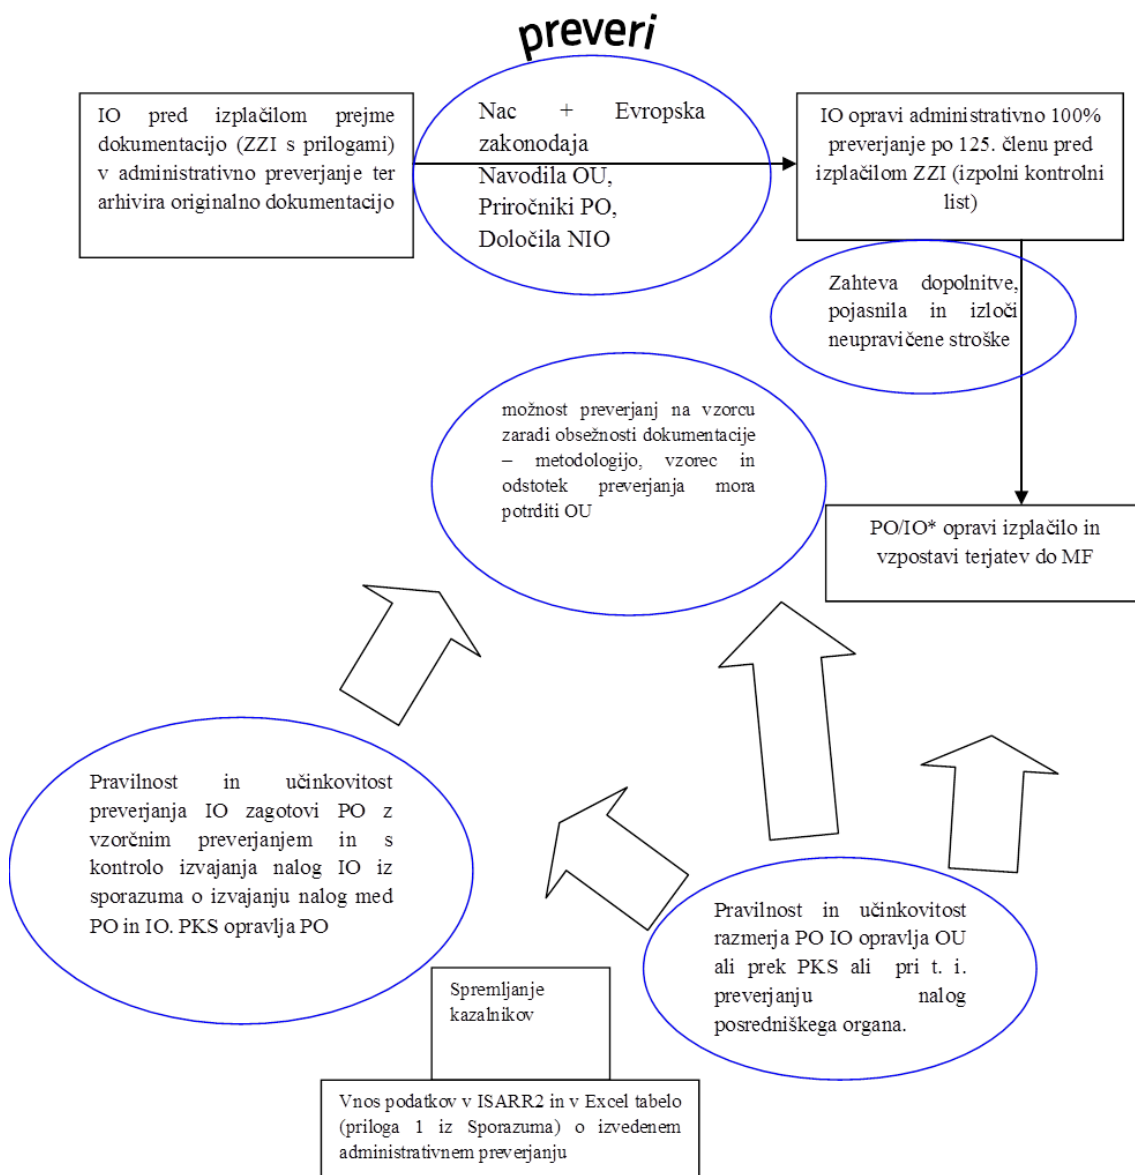 preveri
IO pred izplačilom prejme
dokumentacijo (ZZI s prilogami)
v administrativno preverjanje ter
arhivira originalno dokumentacijo
Nac + Evropska
zakonodaja
Navodila OU,
Priročniki PO,
Določila NIO
IO opravi administrativno 100%
preverjanje po 125. členu pred
izplačilom ZZI (izpolni kontrolni
list)
Zahteva dopolnitve,
pojasnila in izloči
neupravičene stroške
možnost preverjanj na vzorcu
zaradi obsežnosti dokumentacije
– metodologijo, vzorec in
odstotek preverjanja mora
potrditi OU
PO/IO* opravi izplačilo in
vzpostavi terjatev do MF
Pravilnost in učinkovitost
preverjanja IO zagotovi PO z
vzorčnim preverjanjem in s
kontrolo izvajanja nalog IO iz
sporazuma o izvajanju nalog med
PO in IO. PKS opravlja PO
Pravilnost in učinkovitost
razmerja PO IO opravlja OU
ali prek PKS ali pri t. i.
preverjanju nalog
posredniškega organa.
Spremljanje
kazalnikov
Vnos podatkov v ISARR2 in v Excel tabelo
(priloga 1 iz Sporazuma) o izvedenem
administrativnem preverjanju